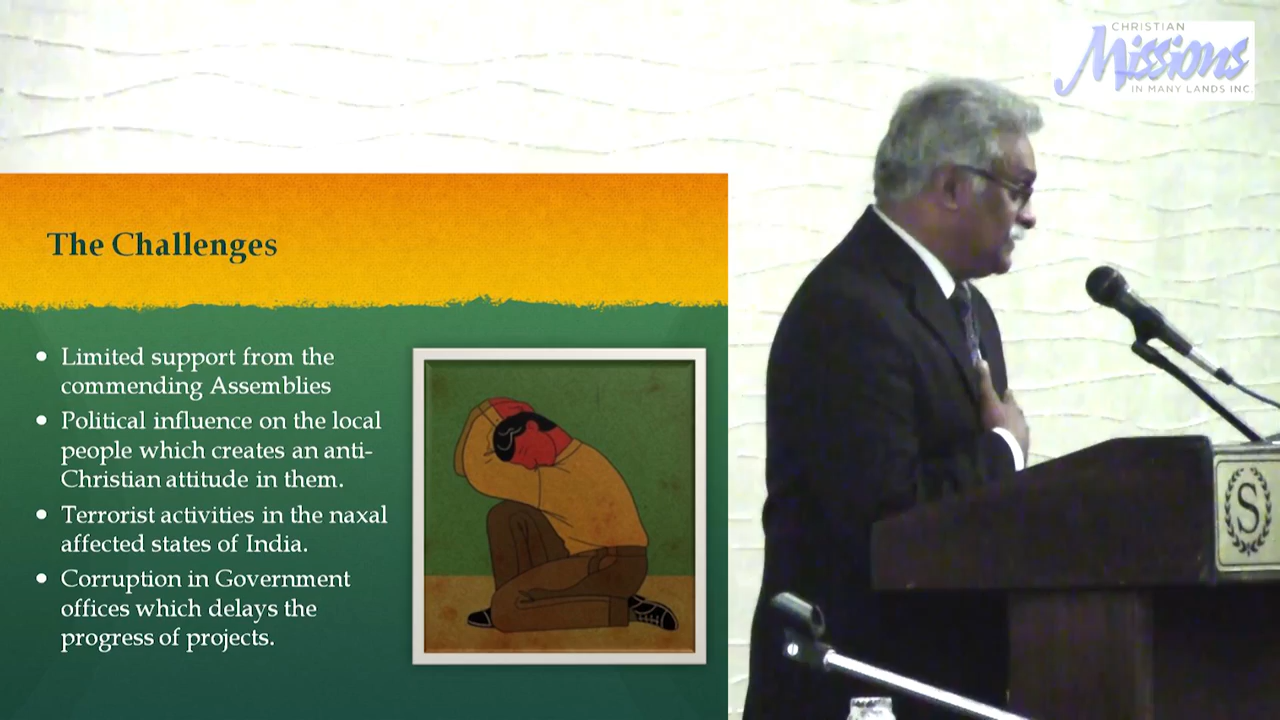 CHRISTIAN
Missions
IN MANY LANDS INC.
The Challenges
• Limited support from the
commending Assemblies
• Political influence on the local
people which creates an anti-
Christian attitude in them.
• Terrorist activities in the naxal
affected states of India.
• Corruption in Government
offices which delays the
progress of projects.
S